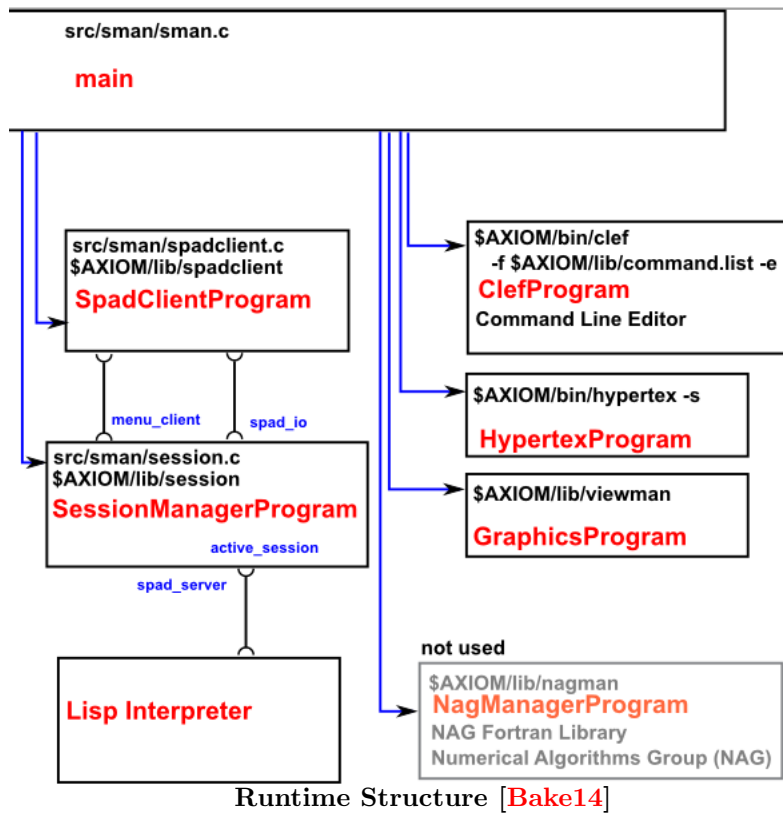 src/sman/sman.c
main
src/sman/spadclient.c
$AXIOM/lib/spadclient
SpadClientProgram
menu_client
spad_io
src/sman/session.c
$AXIOM/lib/session
SessionManagerProgram
active_session
spad_server
Lisp Interpreter
$AXIOM/bin/clef
-f $AXIOM/lib/command.list -e
ClefProgram
Command Line Editor
$AXIOM/bin/hypertex -s
HypertexProgram
$AXIOM/lib/viewman
GraphicsProgram
not used
$AXIOM/lib/nagman
NagManagerProgram
NAG Fortran Library
Numerical Algorithms Group (NAG)
Runtime Structure [Bake14]